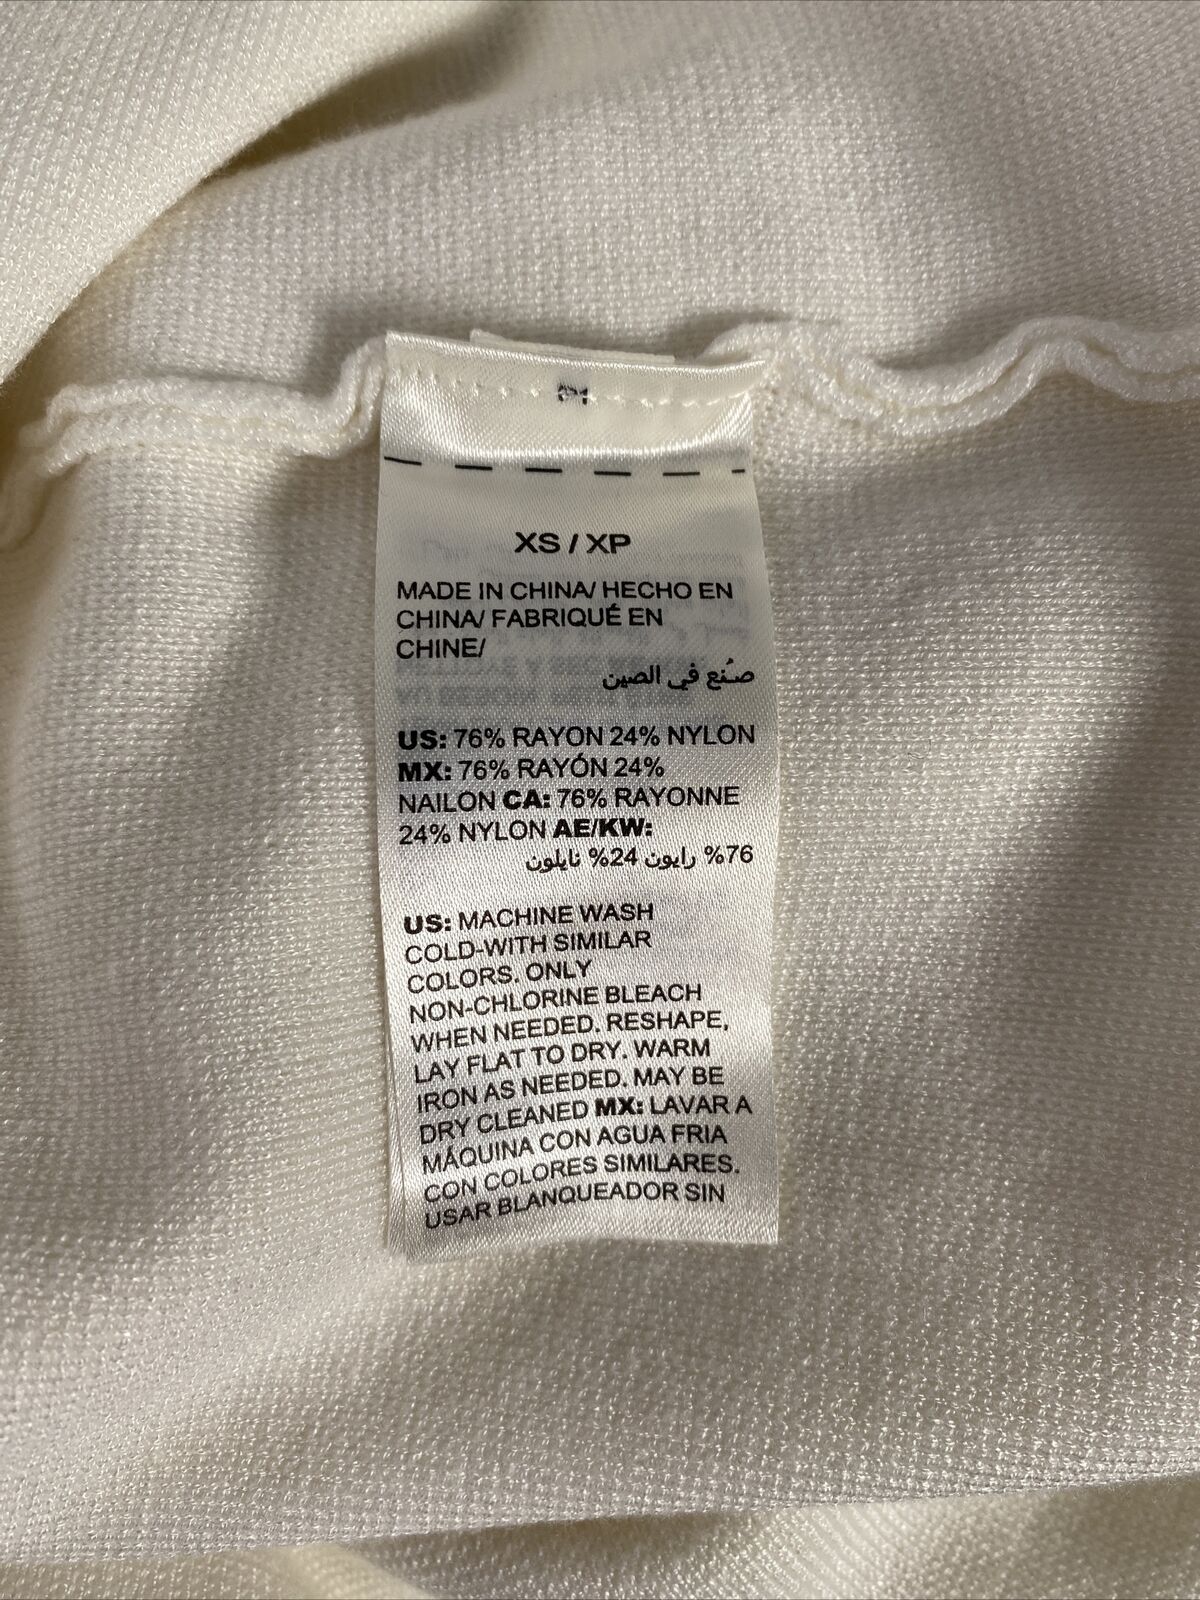 XS / XP
MADE IN CHINA/ HECHO EN
CHINA/ FABRIQUÉ EN
CHINE/
صُنع في الصين
US: 76% RAYON 24% NYLON
MX: 76% RAYÓN 24%
NAILON CA: 76% RAYONNE
24% NYLON AE/KW:
76% رايون 24% نايلون
US: MACHINE WASH
COLD-WITH SIMILAR
COLORS. ONLY
NON-CHLORINE BLEACH
WHEN NEEDED. RESHAPE,
LAY FLAT TO DRY. WARM
IRON AS NEEDED. MAY BE
DRY CLEANED MX: LAVAR A
MÁQUINA CON AGUA FRIA
CON COLORES SIMILARES.
USAR BLANQUEADOR SIN